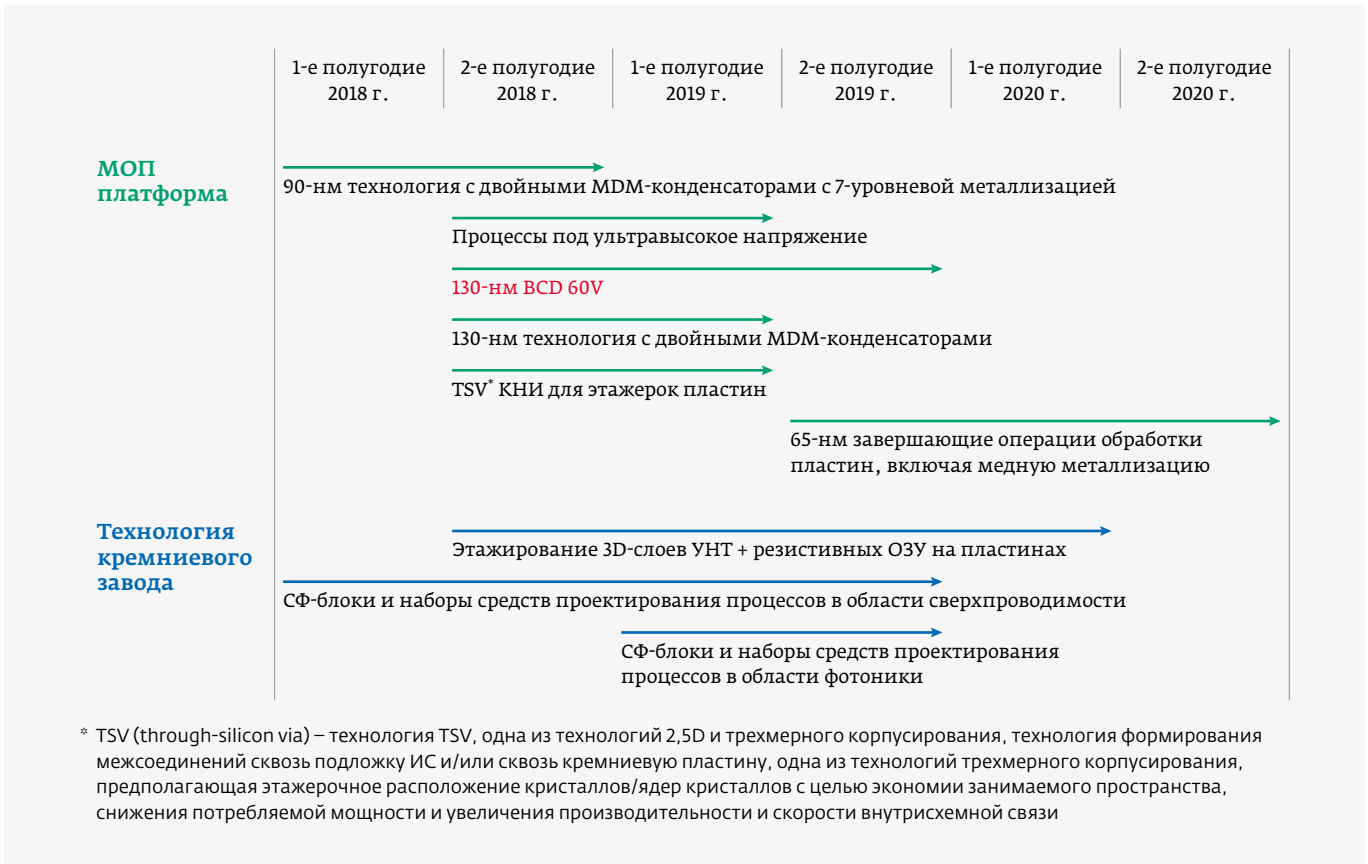 1-е полугодие 2018 г.
2-е полугодие 2018 г.
1-е полугодие 2019 г.
2-е полугодие 2019 г.
1-е полугодие 2020 г.
2-е полугодие 2020 г.
МОП
платформа
90-нм технология с двойными MDM-конденсаторами с 7-уровневой металлизацией
Процессы под ультравысокое напряжение
130-нм BCD 60V
130-нм технология с двойными MDM-конденсаторами
TSV* КНИ для этажерок пластин
65-нм завершающие операции обработки
пластин, включая медную металлизацию
Технология
кремниевого
завода
Этажирование 3D-слоев УНТ + резистивных ОЗУ на пластинах
СФ-блоки и наборы средств проектирования процессов в области сверхпроводимости
СФ-блоки и наборы средств проектирования
процессов в области фотоники
* TSV (through-silicon via) – технология TSV, одна из технологий 2,5D и трехмерного корпусирования, технология формирования
межсоединений сквозь подложку ИС и/или сквозь кремниевую пластину, одна из технологий трехмерного корпусирования,
предполагающая этажерочное расположение кристаллов/ядер кристаллов с целью экономии занимаемого пространства,
снижения потребляемой мощности и увеличения производительности и скорости внутрисхемной связи